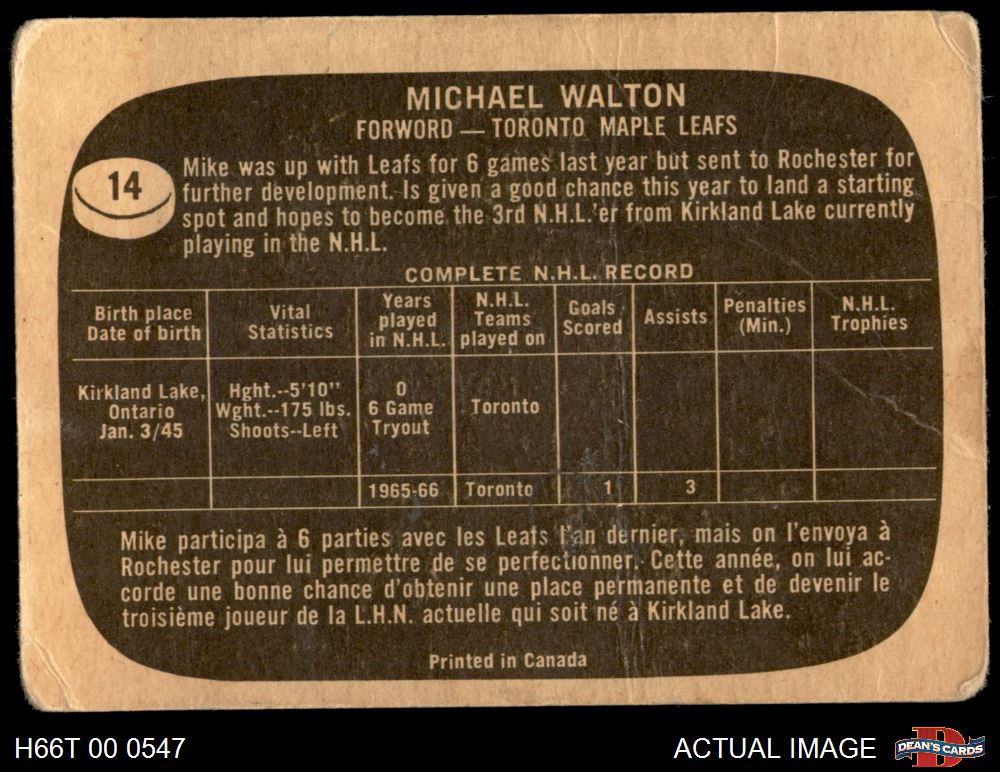 MICHAEL WALTON
FORWORD — TORONTO MAPLE LEAFS
14
Mike was up with Leafs for 6 games last year but sent to Rochester for
further development. Is given a good chance this year to land a starting
spot and hopes to become the 3rd N.H.L.'er from Kirkland Lake currently
playing in the N.H.L.
COMPLETE N.H.L. RECORD
Birth place
Date of birth
Vital
Statistics
Years
played
in N.H.L.
N.H.L.
Teams
played on
Goals
Scored
Assists
Penalties
(Min.)
N.H.L.
Trophies
Kirkland Lake,
Ontario
Jan. 3/45
Hght.--5'10"
Wght.--175 lbs.
Shoots--Left
0
6 Game
Tryout
Toronto
1965-66 Toronto 1 3
Mike participa à 6 parties avec les Leafs l'an dernier, mais on l'envoya à
Rochester pour lui permettre de se perfectionner. Cette année, on lui ac-
corde une bonne chance d'obtenir une place permanente et de devenir le
troisième joueur de la L.H.N. actuelle qui soit né à Kirkland Lake.
Printed in Canada
H66T 00 0547
ACTUAL IMAGE
D
DEAN'S CARDS